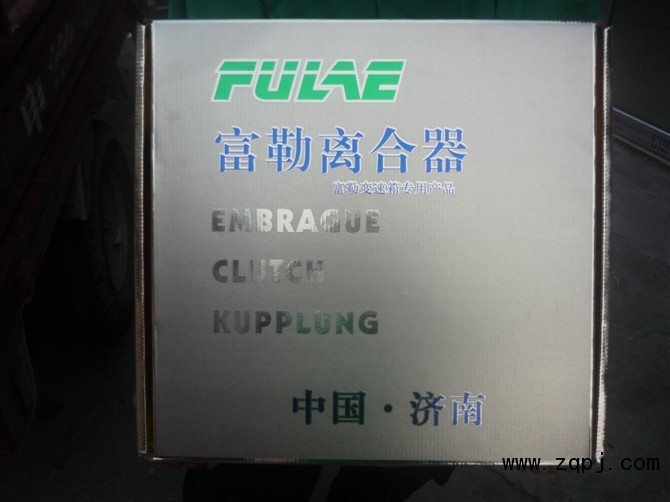 FULAE
富勒离合器
富勒变速箱专用产品
EMBRAGUE
CLUTCH
KUPPLUNG
中国·济南
中
www.zqpj.com